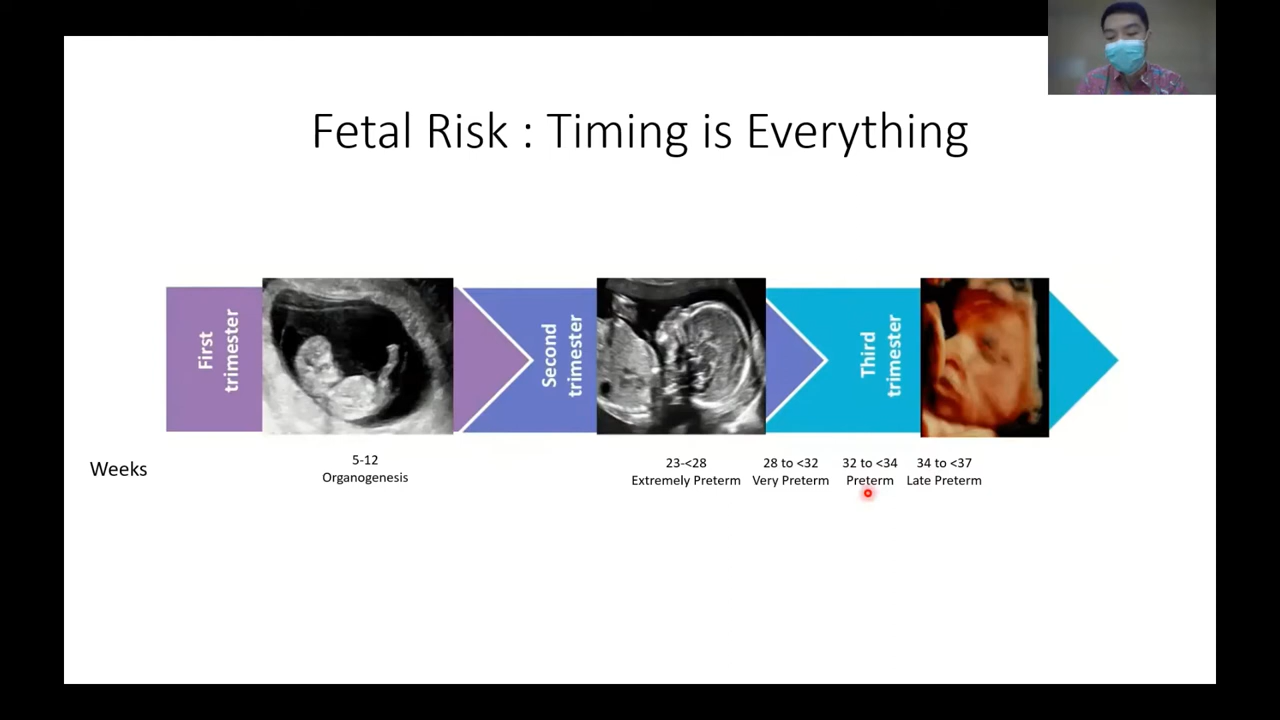 Fetal Risk : Timing is Everything
First
trimester
Second
trimester
Third
trimester
Weeks
5-12
Organogenesis
23-<28
Extremely Preterm
28 to <32
Very Preterm
32 to <34
Preterm
34 to <37
Late Preterm